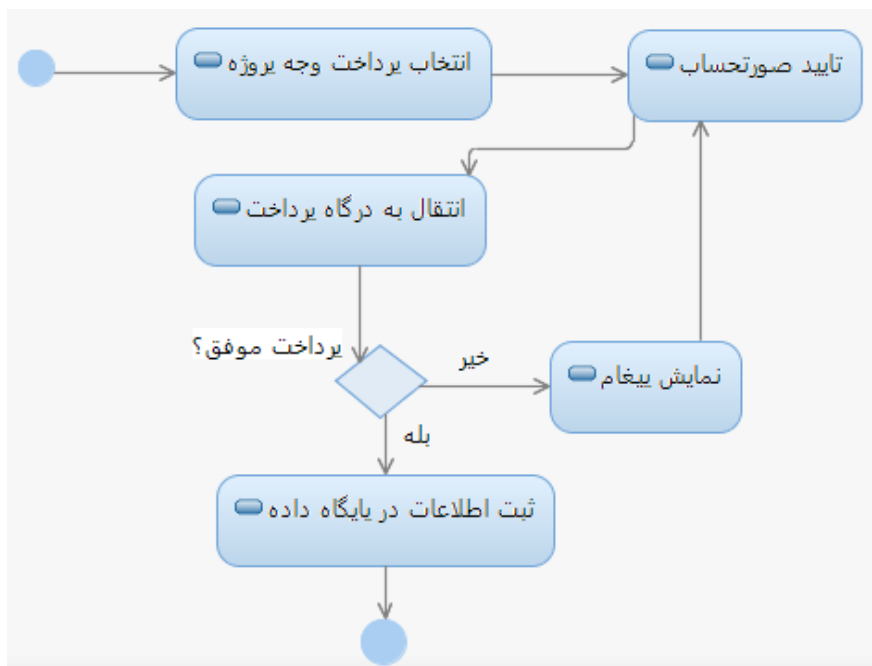 انتخاب پرداخت وجه پروژه
تایید صورتحساب
انتقال به درگاه پرداخت
پرداخت موفق؟
خیر
نمایش پیغام
بله
ثبت اطلاعات در پایگاه داده